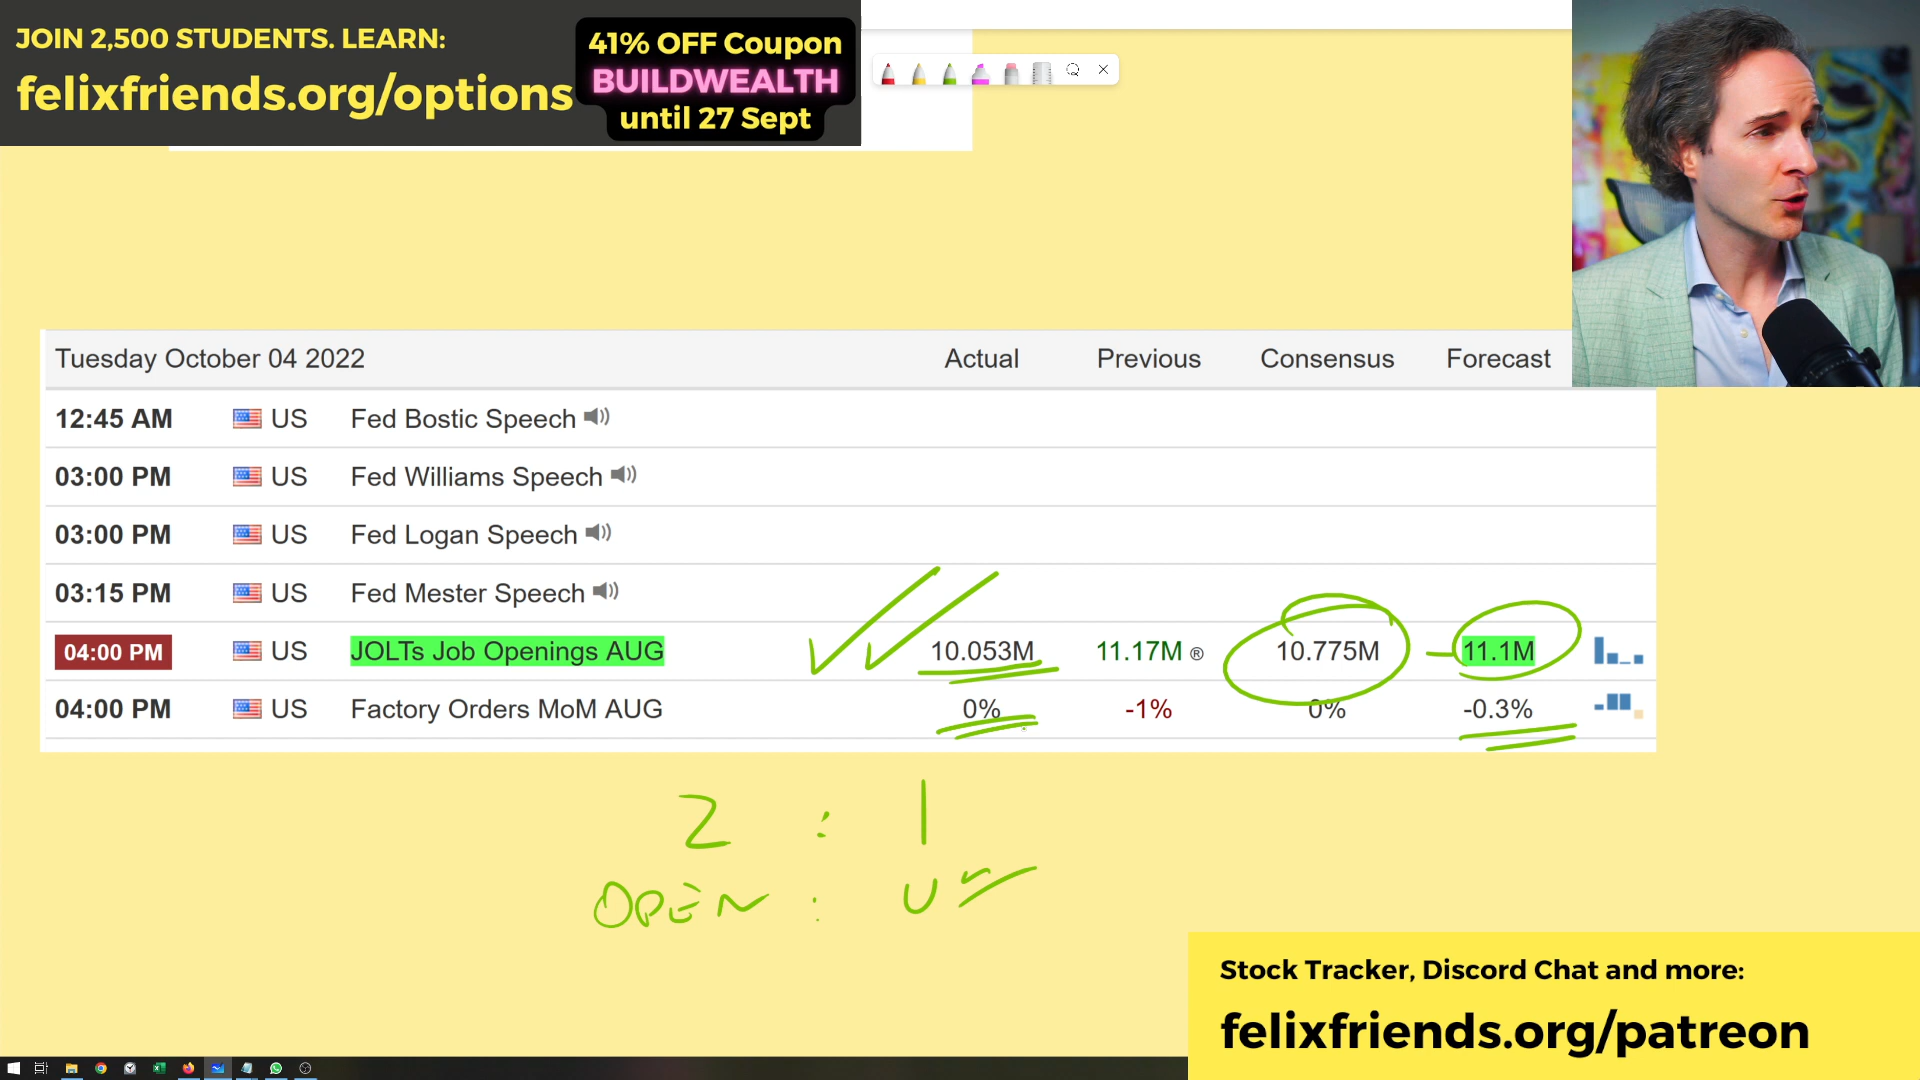 JOIN 2,500 STUDENTS. LEARN:
felixfriends.org/options
41% OFF Coupon
BUILDWEALTH
until 27 Sept
Tuesday October 04 2022 Actual Previous Consensus Forecast
12:45 AM US Fed Bostic Speech
03:00 PM US Fed Williams Speech
03:00 PM US Fed Logan Speech
03:15 PM US Fed Mester Speech
04:00 PM US JOLTs Job Openings AUG 10.053M 11.17M ® 10.775M 11.1M
04:00 PM US Factory Orders MoM AUG 0% -1% 0% -0.3%
2 : 1
OPEN : U
Stock Tracker, Discord Chat and more:
felixfriends.org/patreon